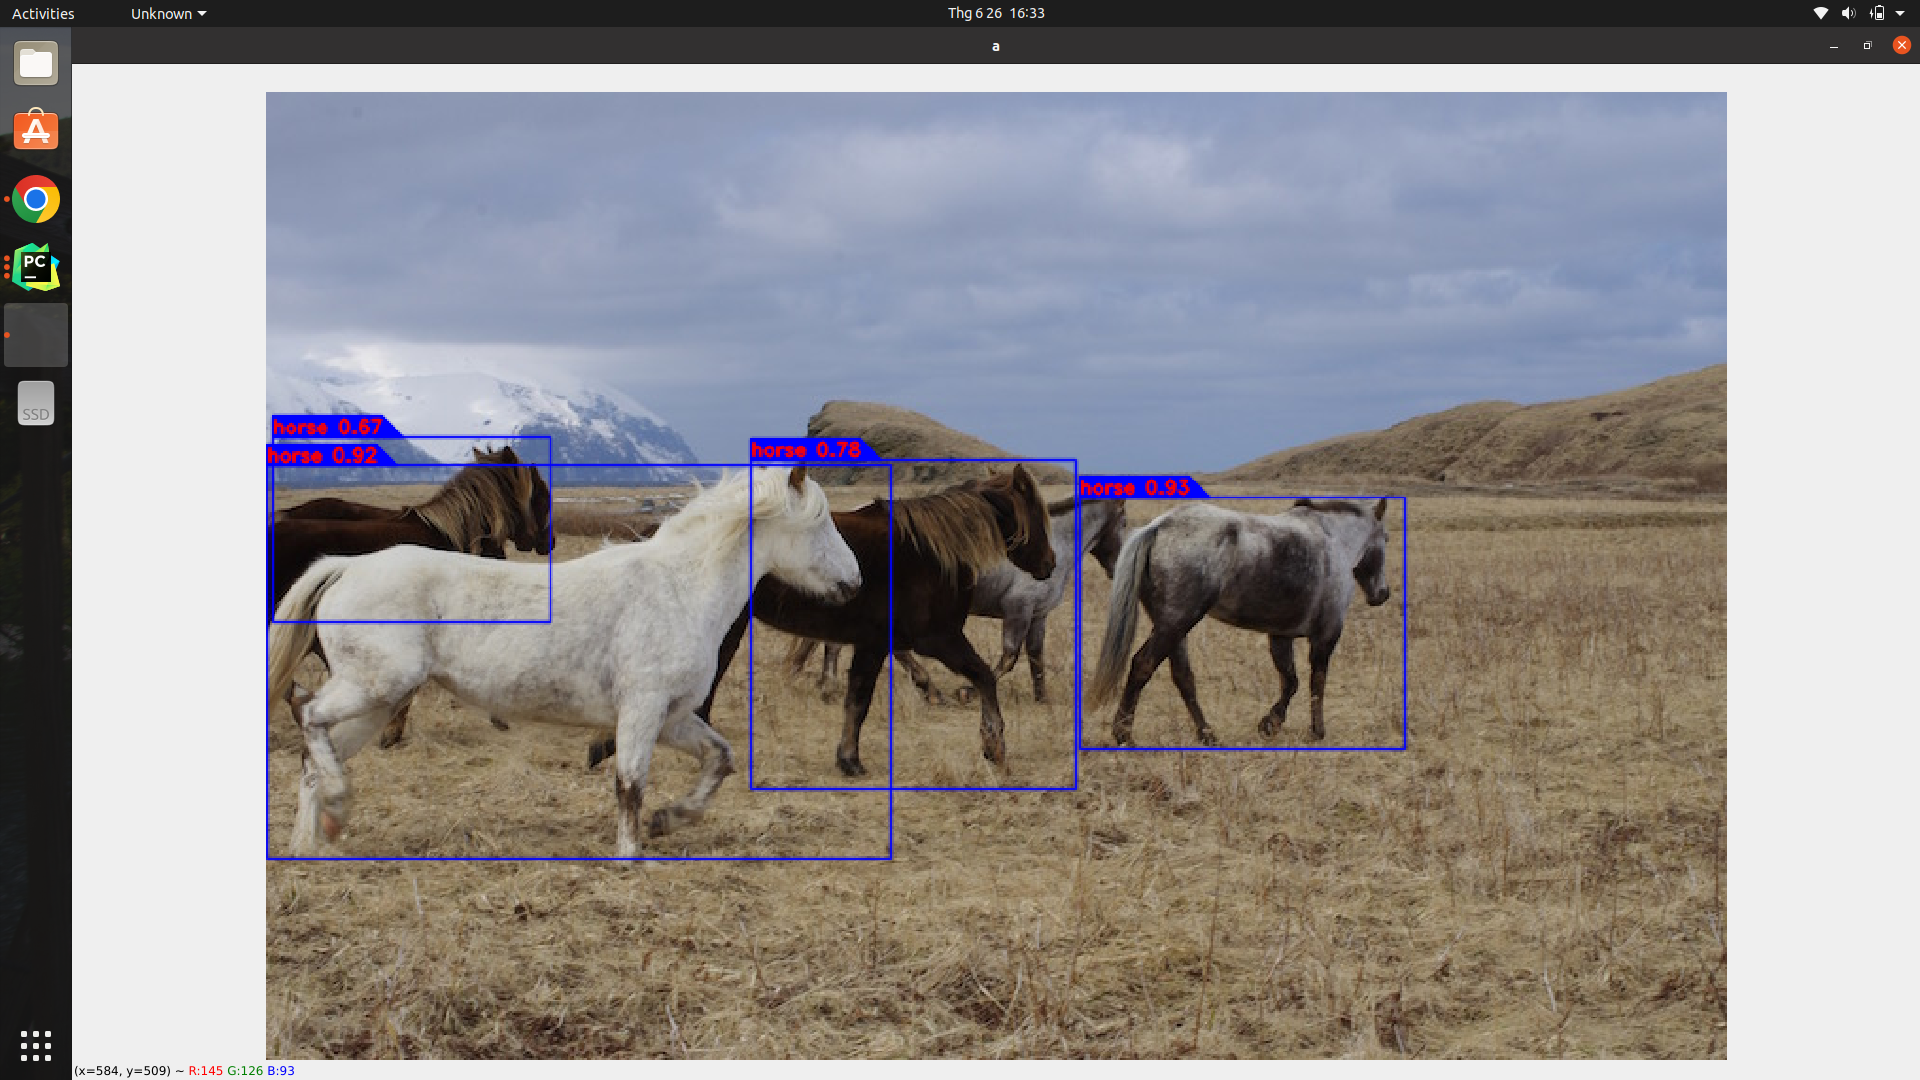 Activities
Unknown
Thg 6 26 16:33
a
PC
SSD
horse 0.67
horse 0.92
horse 0.78
horse 0.93
(x=584, y=509) ~ R:145 G:126 B:93